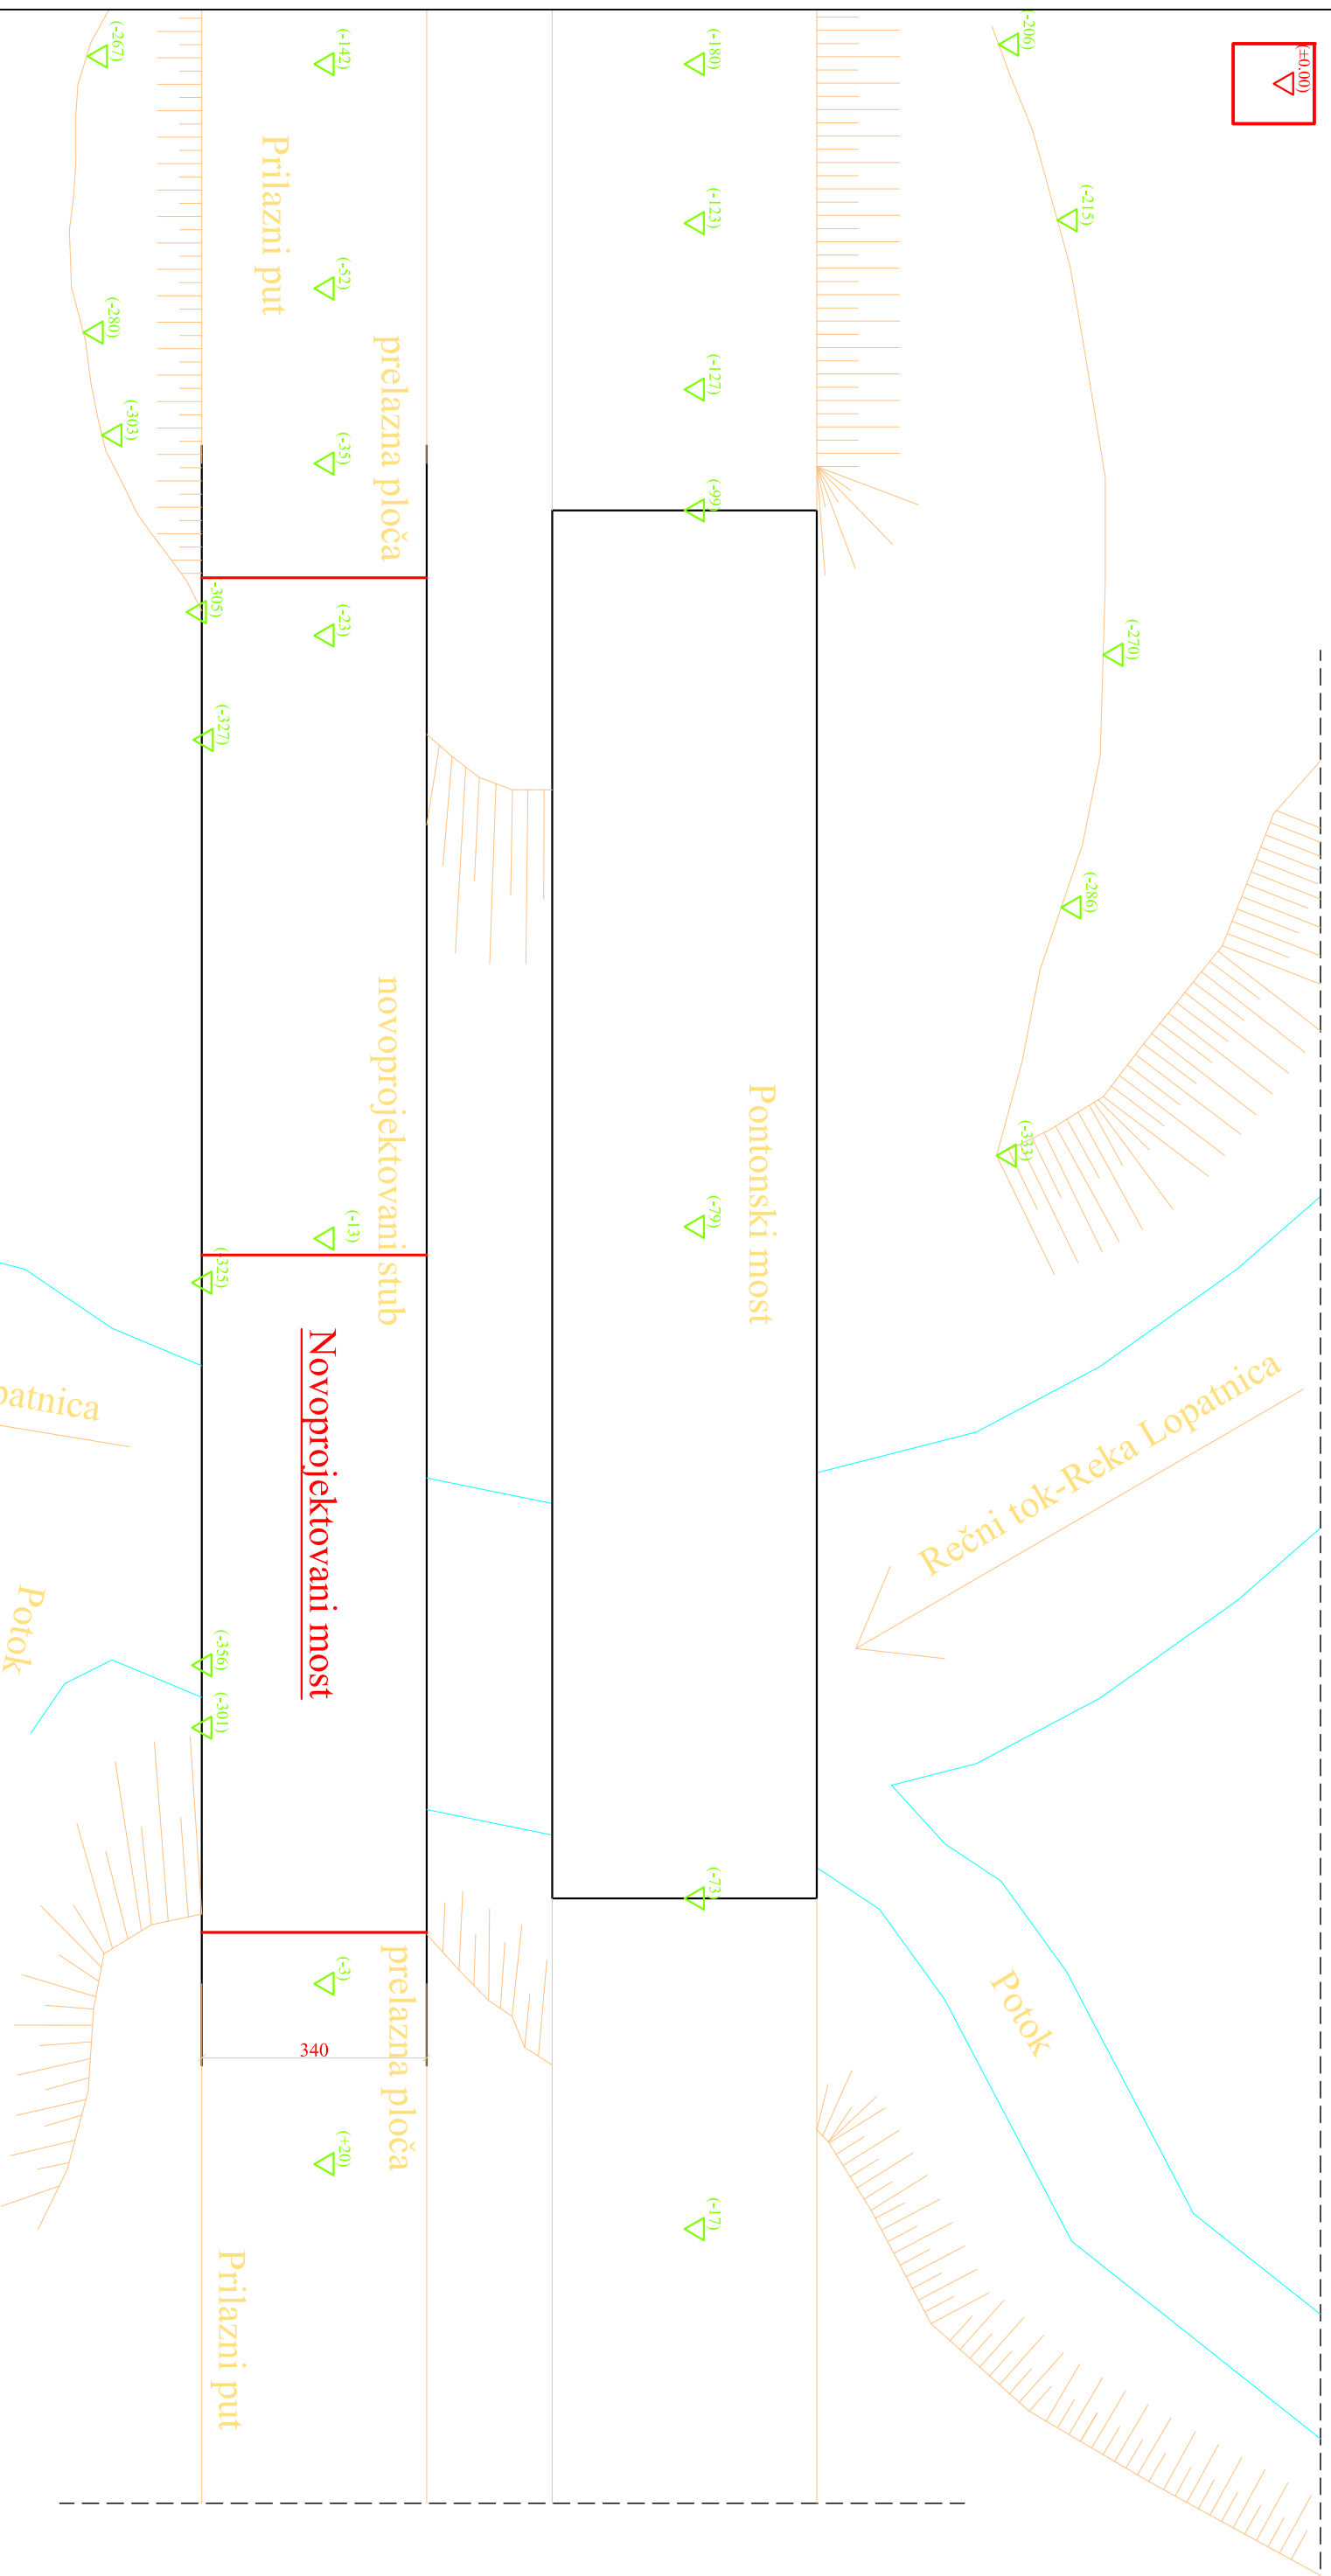 (±0.00)
(-206)
(-215)
(-270)
(-286)
(-333)
Rečni tok-Reka Lopatnica
Potok
Pontonski most
(-180)
(-123)
(-127)
(-99)
(-79)
(-73)
(-17)
prelazna ploča
novoprojektovani stub
prelazna ploča
(-142)
(-52)
(-35)
(-23)
(-13)
(-3)
(+20)
Novoprojektovani most
340
Prilazni put
Prilazni put
-305)
(-327)
(-325)
(-356)
(-301)
(-267)
(-280)
(-303)
patnica
Potok